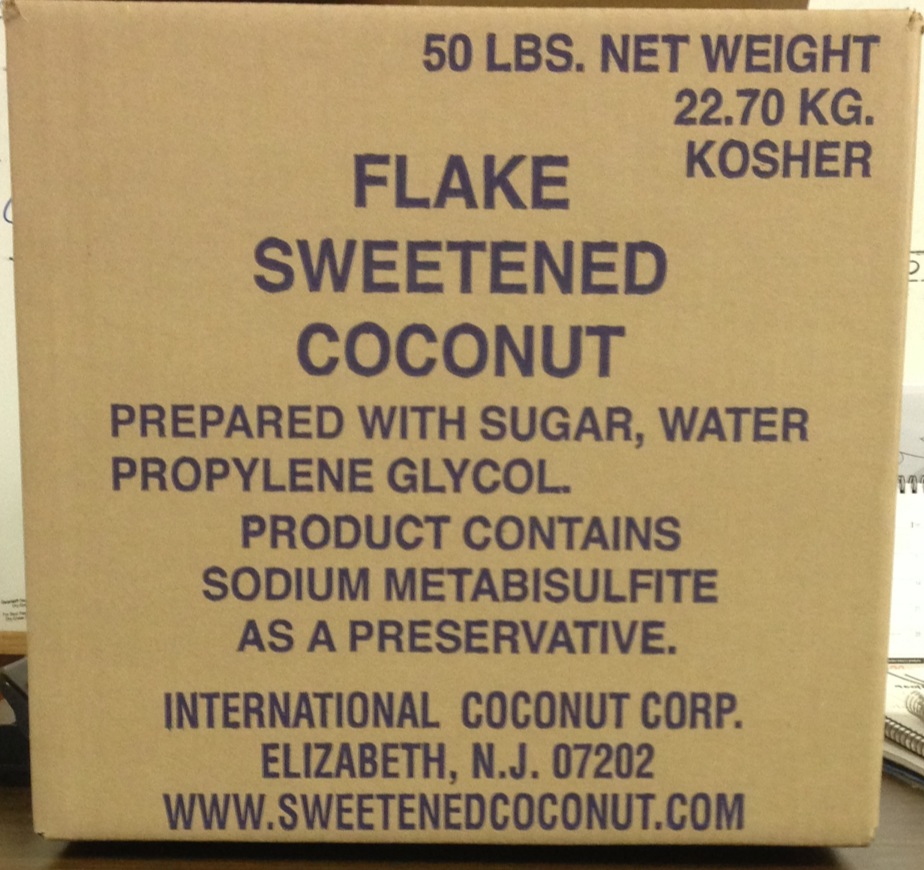 50 LBS. NET WEIGHT
22.70 KG.
KOSHER
FLAKE
SWEETENED
COCONUT
PREPARED WITH SUGAR, WATER
PROPYLENE GLYCOL.
PRODUCT CONTAINS
SODIUM METABISULFITE
AS A PRESERVATIVE.
INTERNATIONAL COCONUT CORP.
ELIZABETH, N.J. 07202
WWW.SWEETENEDCOCONUT.COM